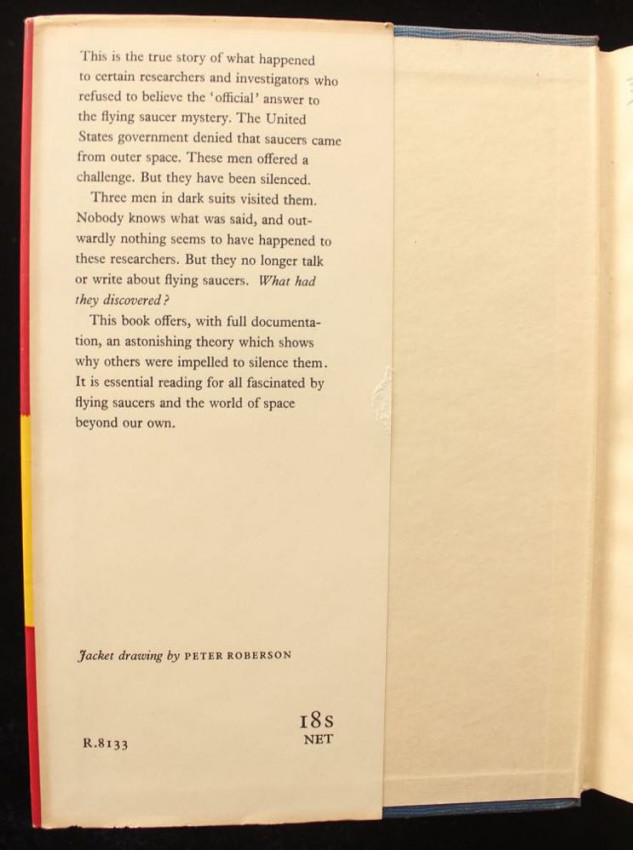 This is the true story of what happened
to certain researchers and investigators who
refused to believe the ‘official’ answer to
the flying saucer mystery. The United
States government denied that saucers came
from outer space. These men offered a
challenge. But they have been silenced.
Three men in dark suits visited them.
Nobody knows what was said, and out-
wardly nothing seems to have happened to
these researchers. But they no longer talk
or write about flying saucers. What had
they discovered?
This book offers, with full documenta-
tion, an astonishing theory which shows
why others were impelled to silence them.
It is essential reading for all fascinated by
flying saucers and the world of space
beyond our own.
Jacket drawing by PETER ROBERSON
18s
R.8133 NET